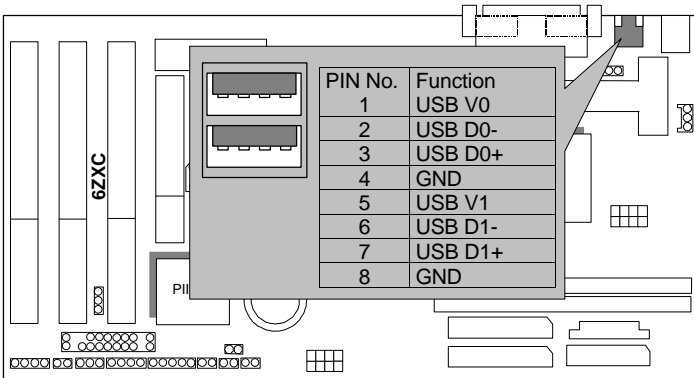 PIN No. Function
1 USB V0
2 USB D0-
3 USB D0+
4 GND
5 USB V1
6 USB D1-
7 USB D1+
8 GND
6ZXC
PII